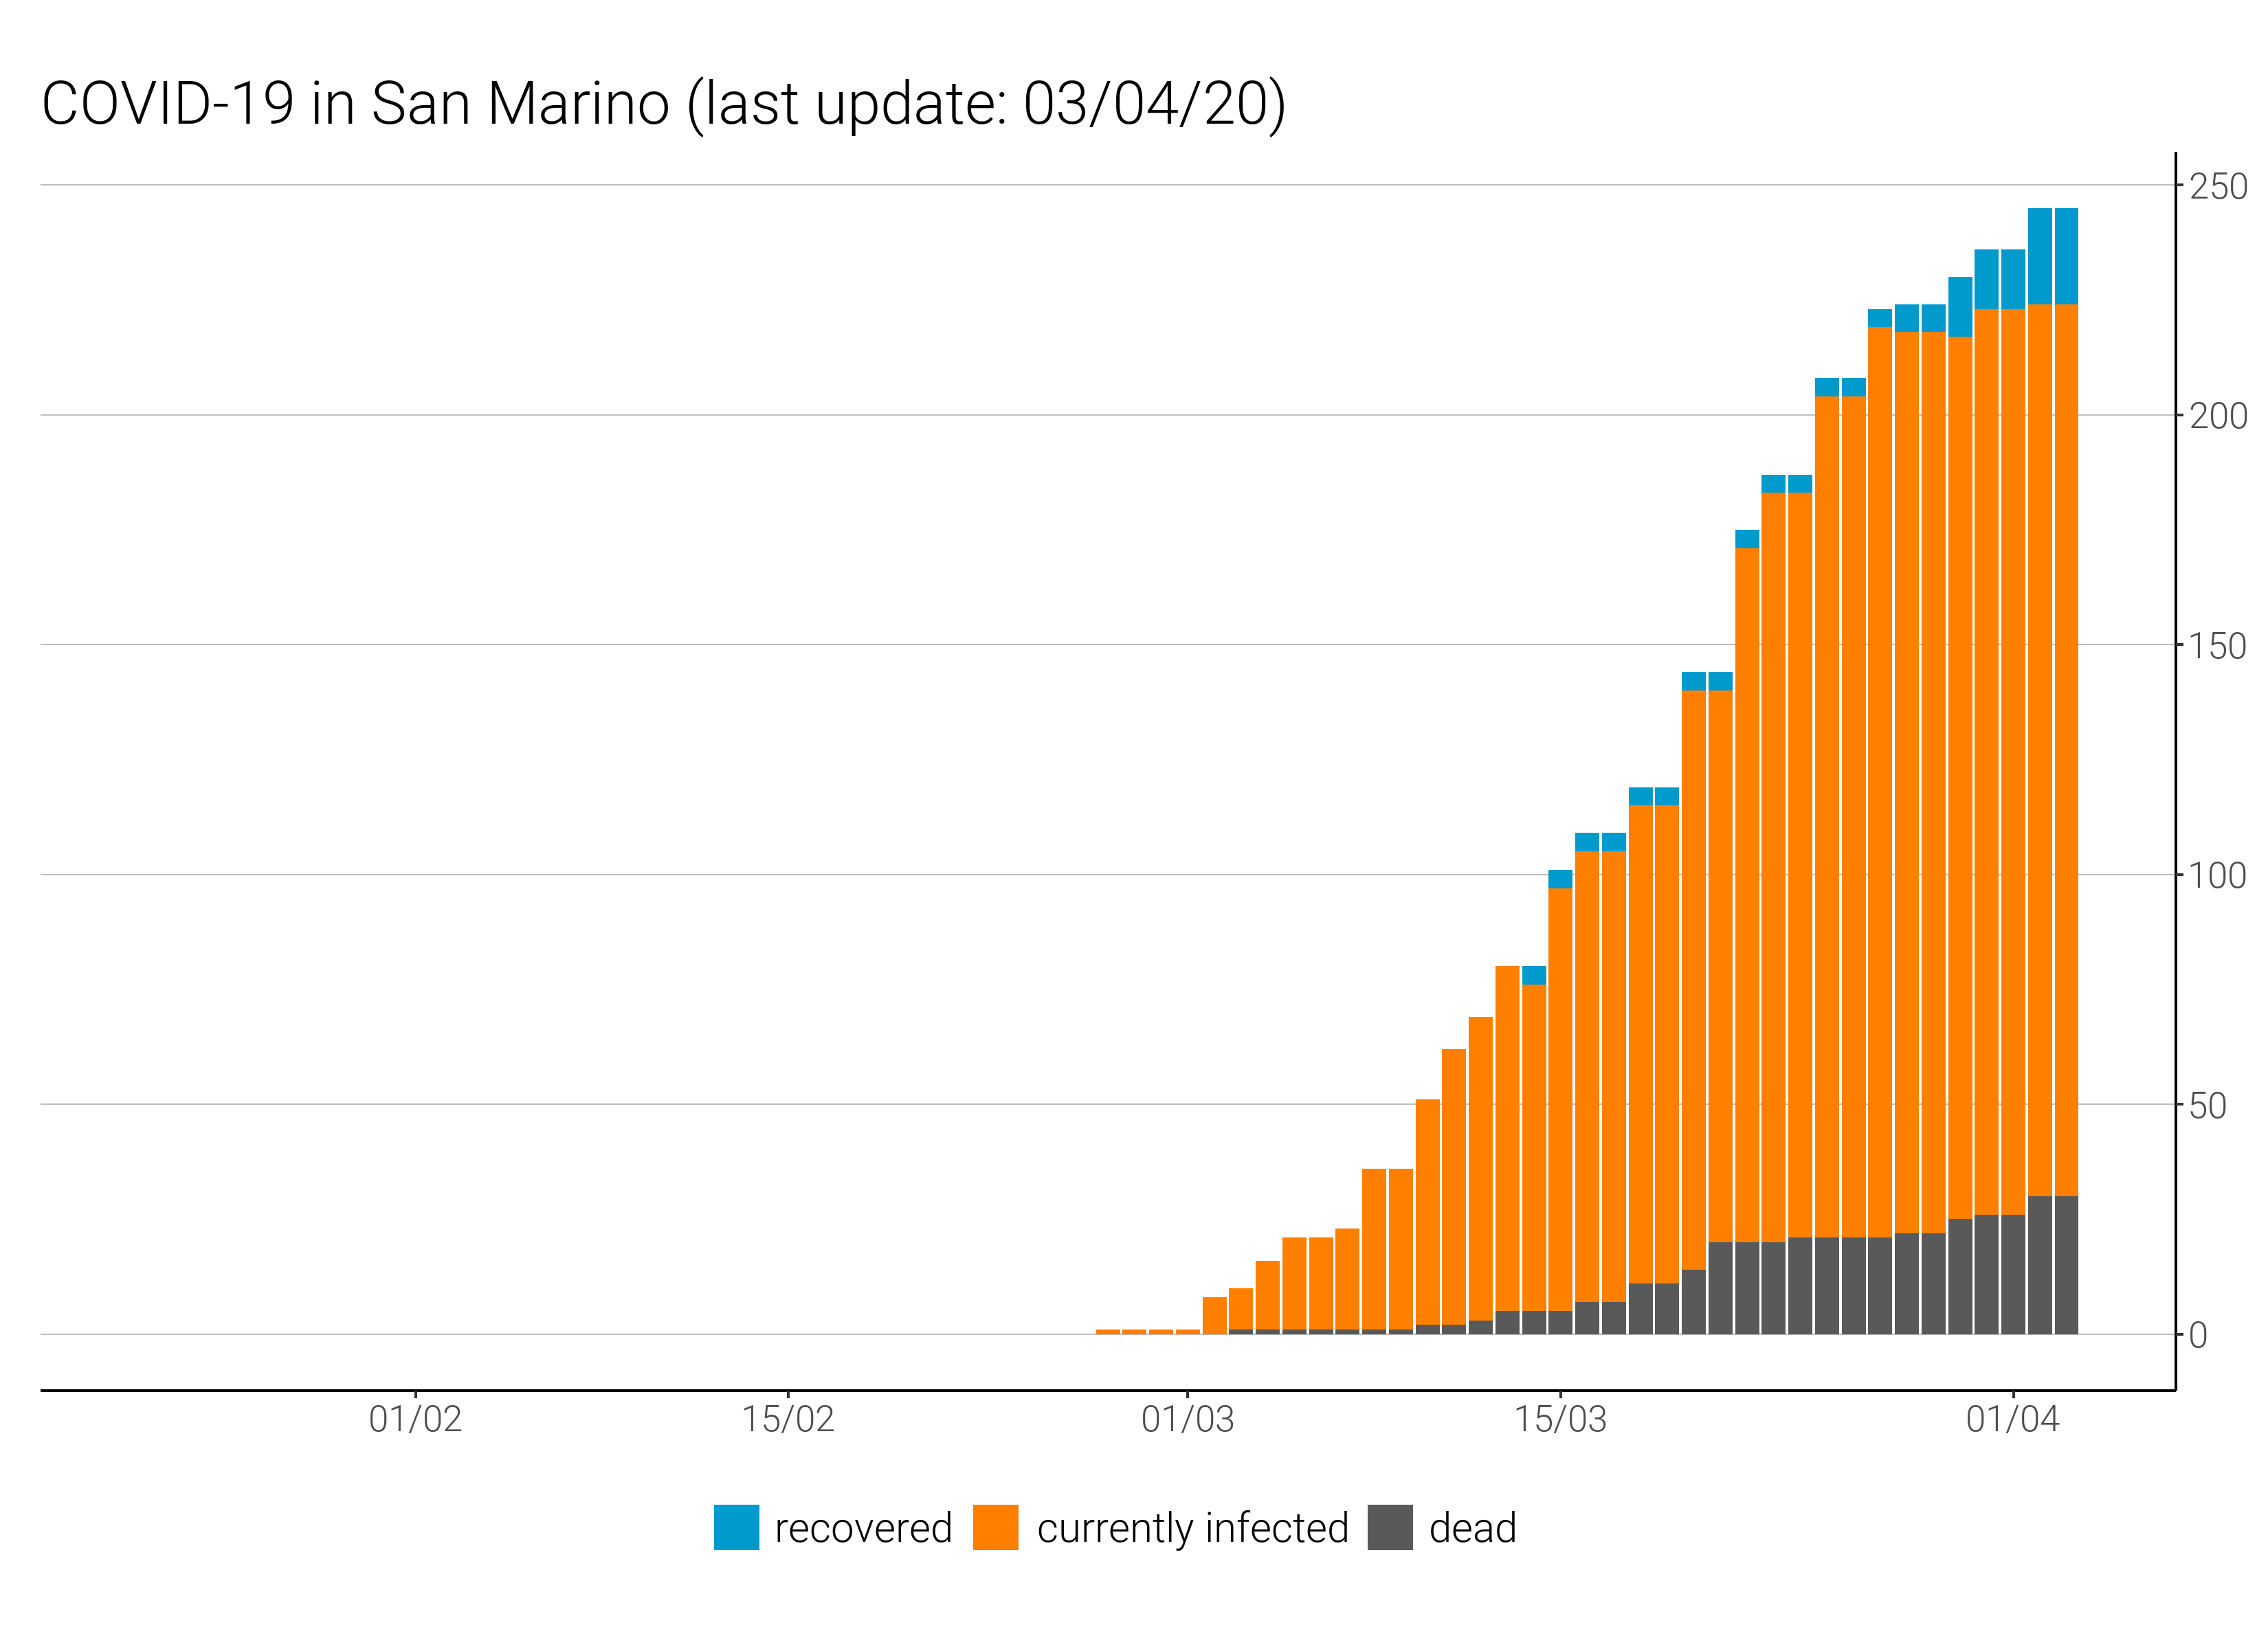 COVID-19 in San Marino (last update: 03/04/20)
250
200
150
100
50
0
01/02 15/02 01/03 15/03 01/04
recovered currently infected dead